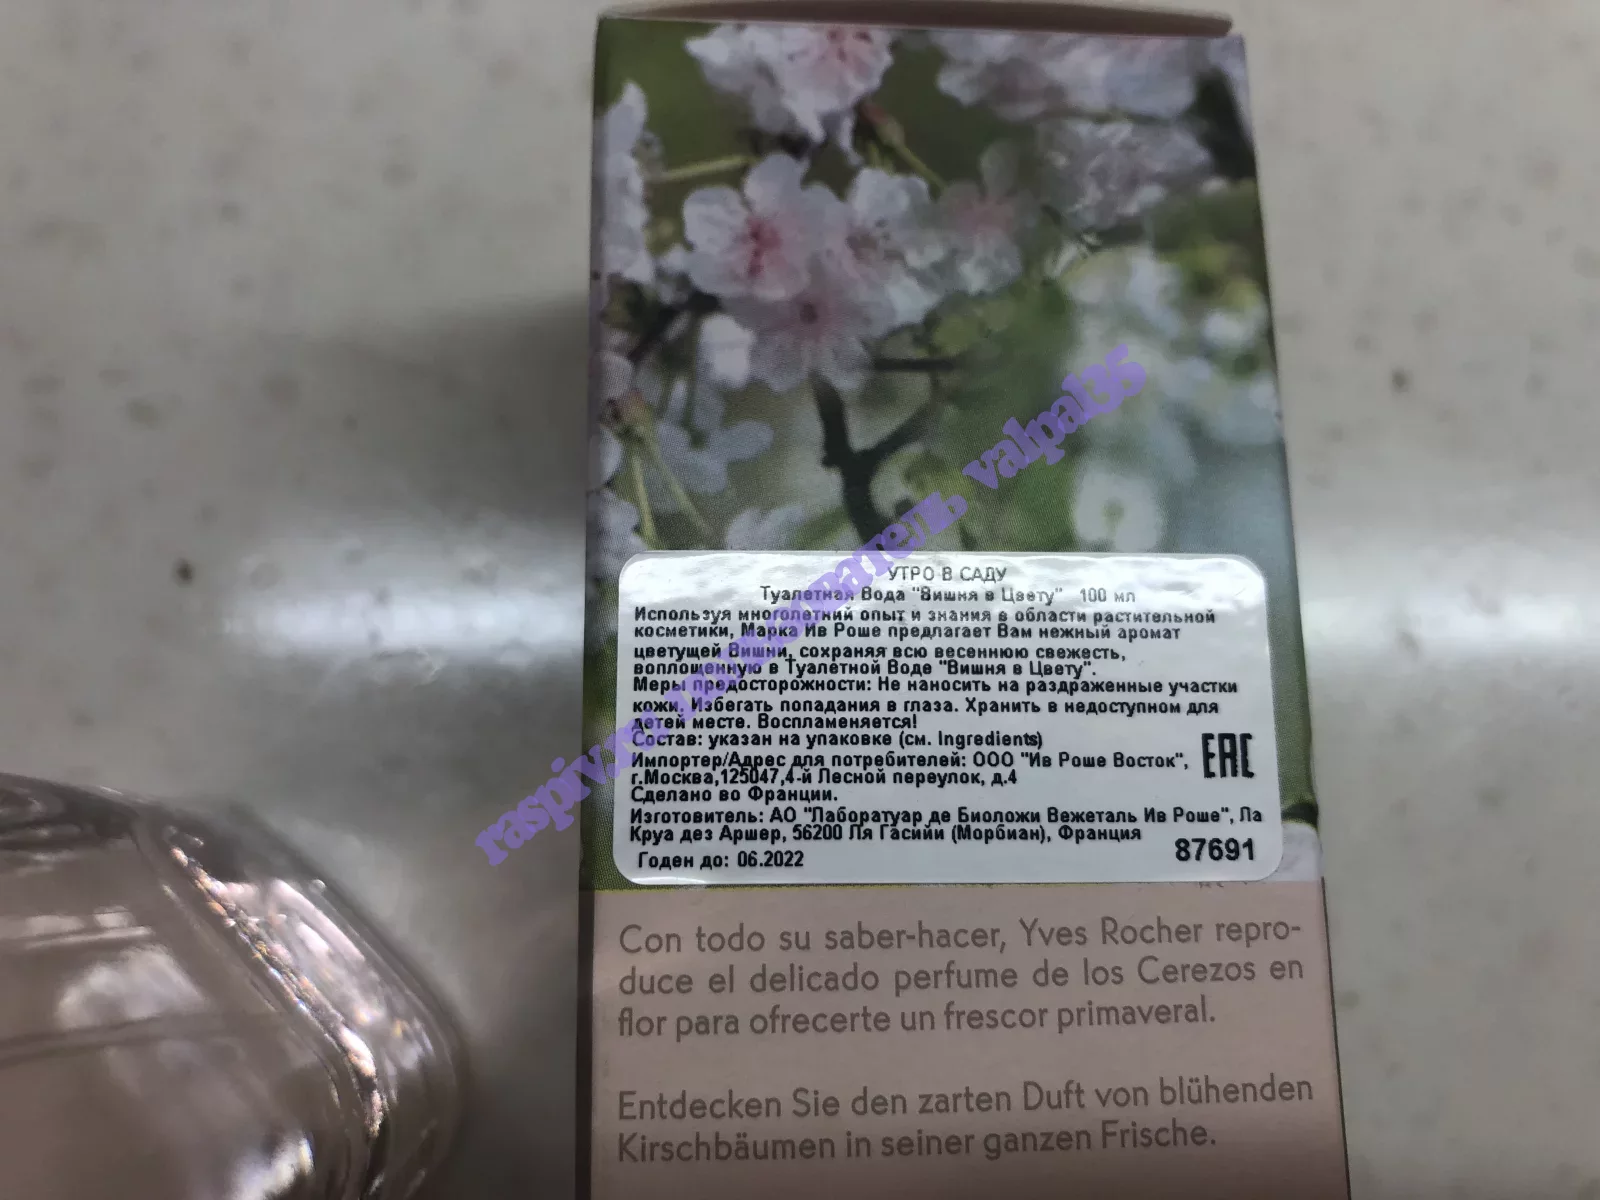 УТРО В САДУ
Туалетная Вода "Вишня в Цвету" 100 мл
Используя многолетний опыт и знания в области растительной
косметики, Марка Ив Роше предлагает Вам нежный аромат
цветущей Вишни, сохраняя всю весеннюю свежесть,
воплощенную в Туалетной Воде "Вишня в Цвету".
Меры предосторожности: Не наносить на раздраженные участки
кожи. Избегать попадания в глаза. Хранить в недоступном для
детей месте. Воспламеняется!
Состав: указан на упаковке (см. Ingredients)
Импортер/Адрес для потребителей: ООО "Ив Роше Восток",
г.Москва,125047,4-й Лесной переулок, д.4
EAC
Сделано во Франции.
Изготовитель: АО "Лаборатуар де Биоложи Вежеталь Ив Роше", Ла
Круа дез Аршер, 56200 Ля Гасийи (Морбиан), Франция
Годен до: 06.2022
87691
Con todo su saber-hacer, Yves Rocher repro-
duce el delicado perfume de los Cerezos en
flor para ofrecerte un frescor primaveral.
Entdecken Sie den zarten Duft von blühenden
Kirschbäumen in seiner ganzen Frische.
raspiv.ru пользователь valpal35